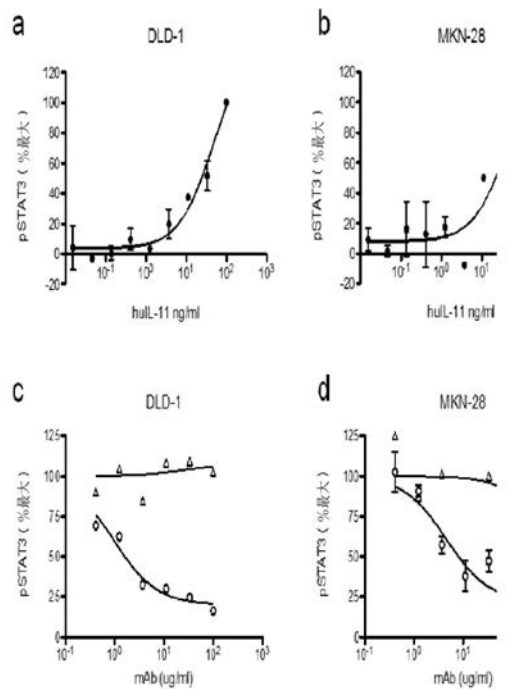 a
DLD-1
pSTAT3（%最大）
120
100
80
60
40
20
0
-20
10⁻¹ 10⁰ 10¹ 10² 10³
huIL-11 ng/ml
b
MKN-28
pSTAT3（%最大）
120
100
80
60
40
20
0
-20
10⁻¹ 10⁰ 10¹
huIL-11 ng/ml
c
DLD-1
pSTAT3（%最大）
125
100
75
50
25
0
10⁻¹ 10⁰ 10¹ 10² 10³
mAb (ug/ml)
d
MKN-28
pSTAT3（%最大）
125
100
75
50
25
0
10⁻¹ 10⁰ 10¹
mAb (ug/ml)